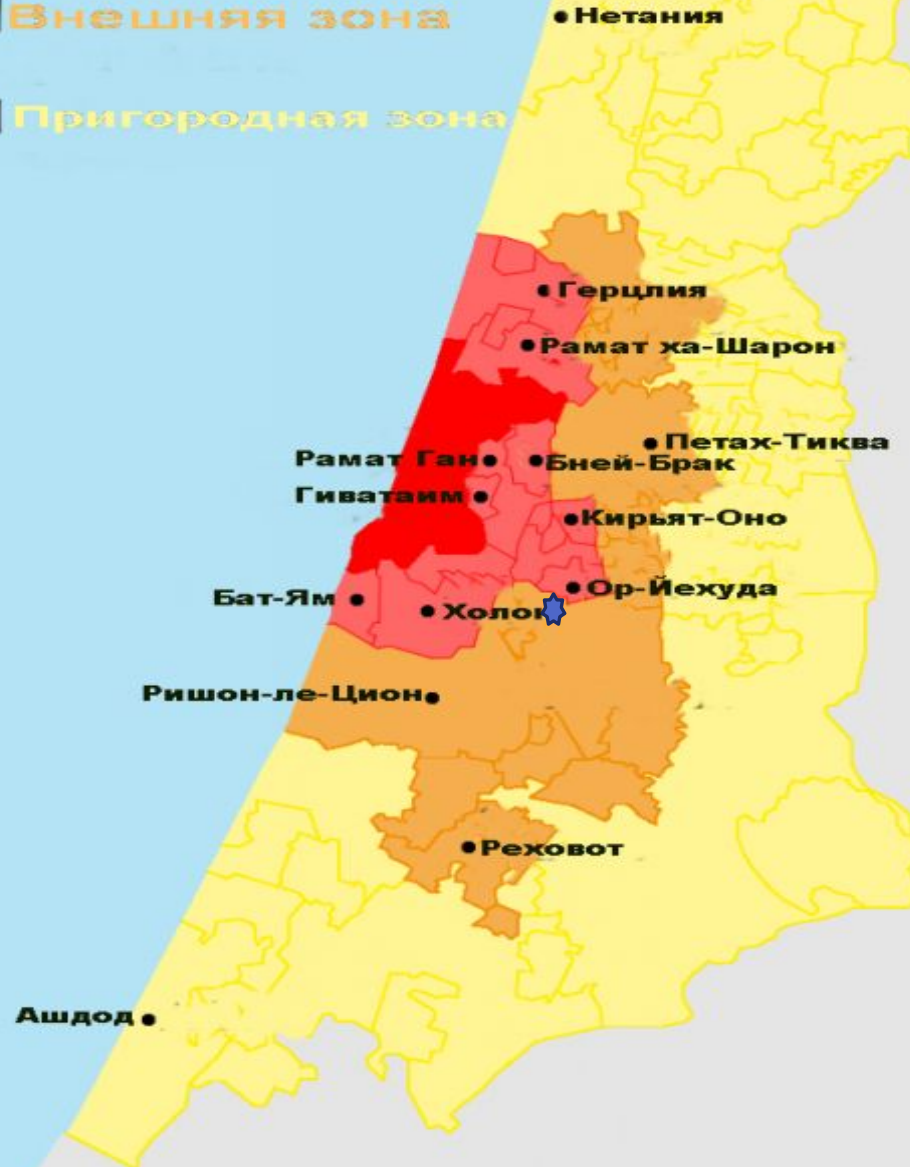 Внешняя зона
Нетания
Пригородная зона
Герцлия
Рамат ха-Шарон
Петах-Тиква
Рамат Ган
Бней-Брак
Гиватаим
Кирьят-Оно
Ор-Йехуда
Бат-Ям
Холон
Ришон-ле-Цион
Реховот
Ашдод